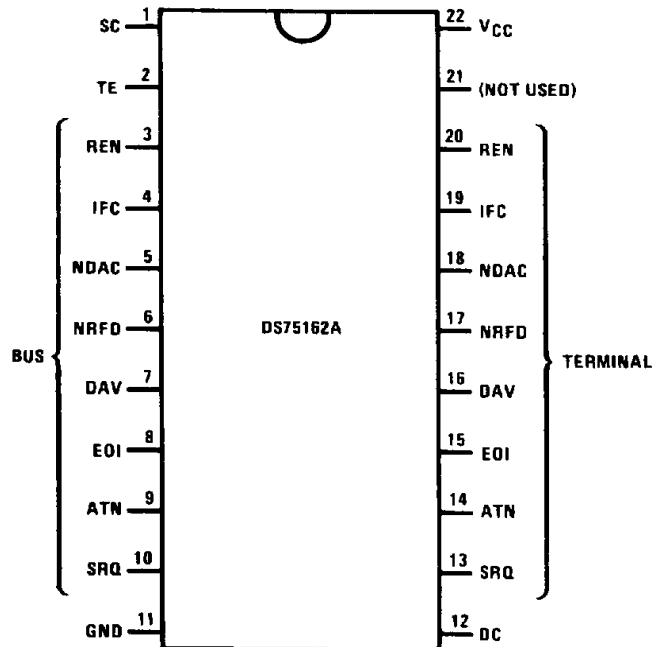 SC 1
TE 2
REN 3
IFC 4
NDAC 5
NRFD 6
DAV 7
EOI 8
ATN 9
SRQ 10
GND 11
BUS
DS75162A
22 VCC
21 (NOT USED)
20 REN
19 IFC
18 NDAC
17 NRFD
16 DAV
15 EOI
14 ATN
13 SRQ
12 DC
TERMINAL